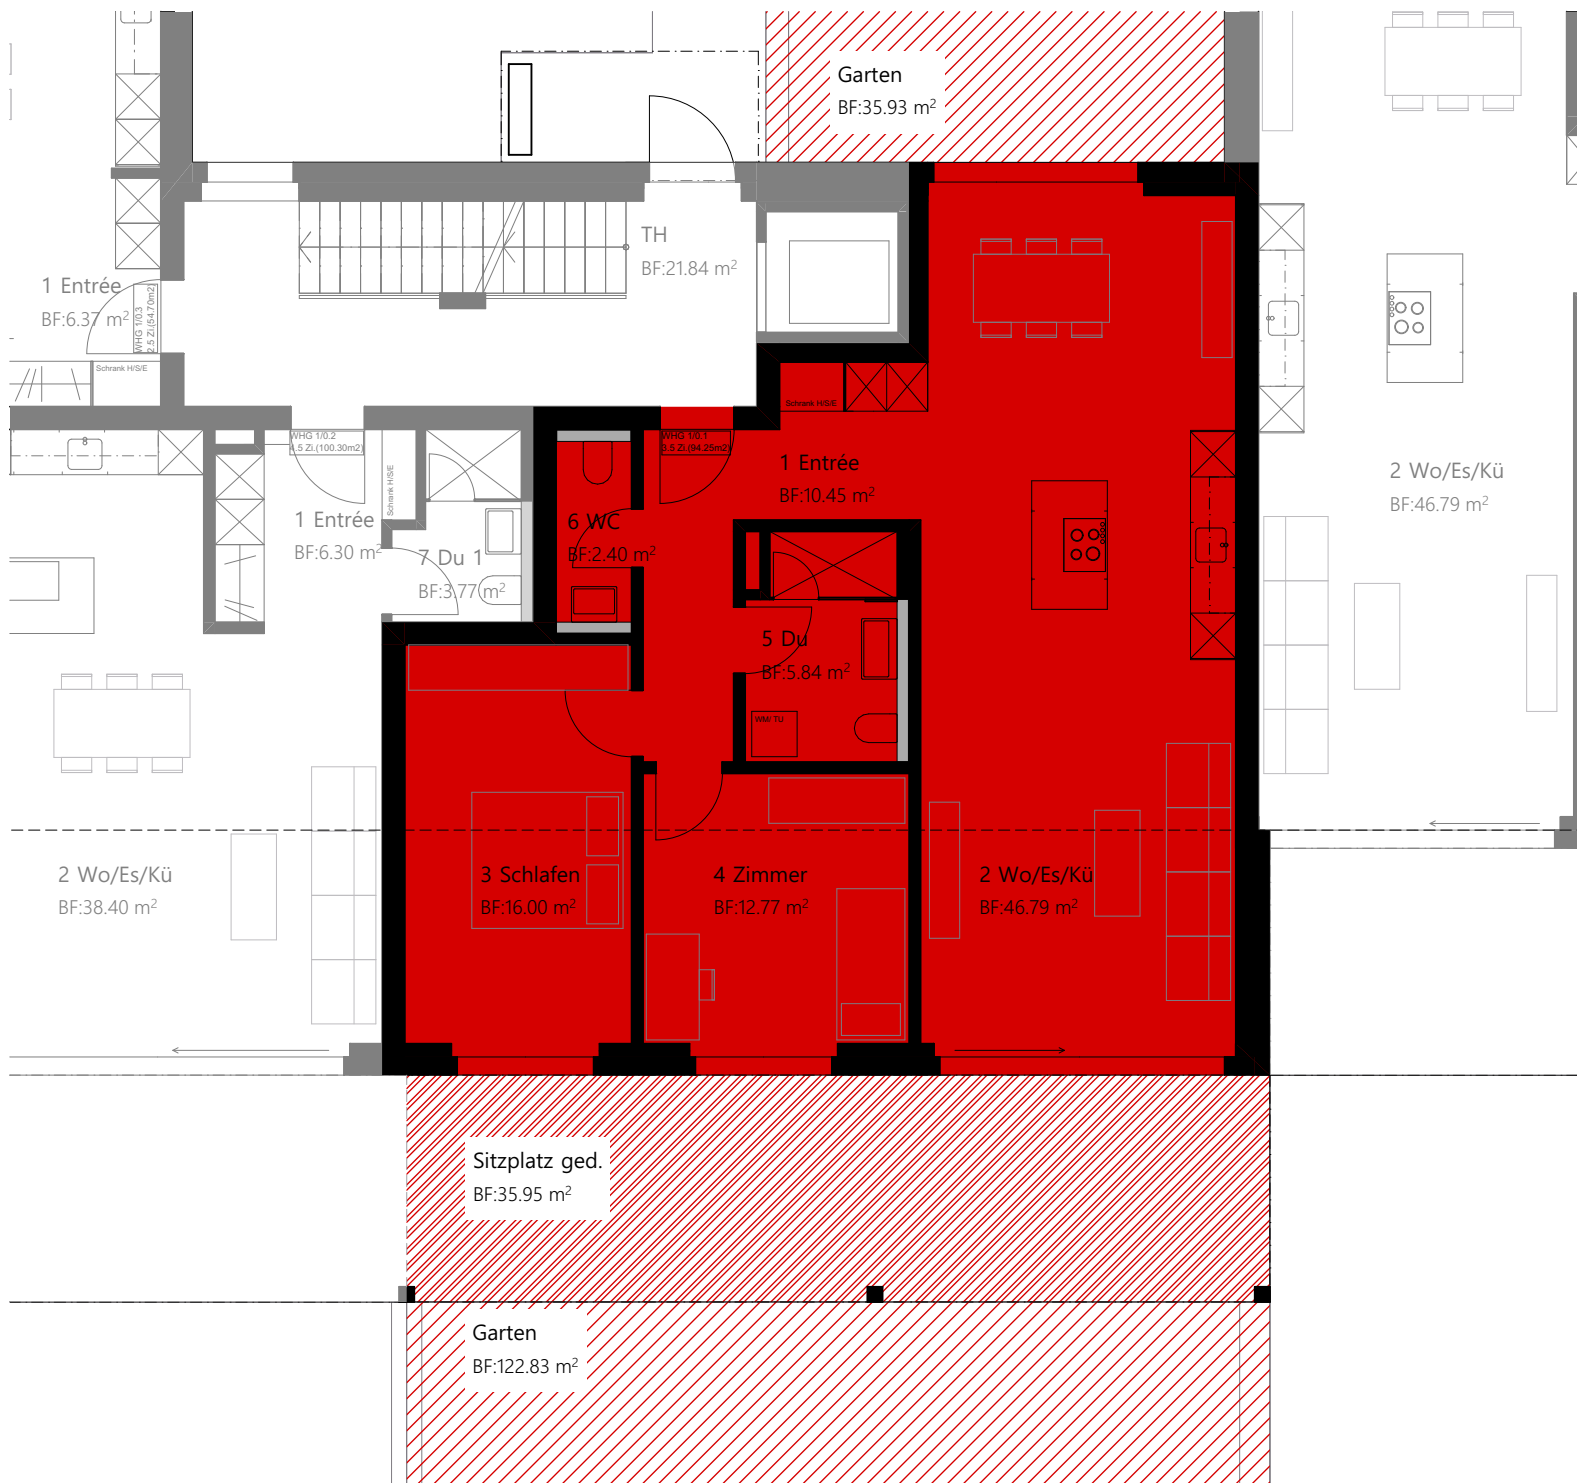 Garten
BF:35.93 m²
TH
BF:21.84 m²
1 Entrée
BF:6.37 m²
WHG 1/0.3
2.5 Zi.(54.70m2)
Schrank H/S/E
Schrank H/S/E
WHG 1/0.2
4.5 Zi.(100.30m2)
WHG 1/0.1
3.5 Zi.(94.25m2)
Schrank H/S/E
1 Entrée
BF:10.45 m²
2 Wo/Es/Kü
BF:46.79 m²
1 Entrée
BF:6.30 m²
7 Du 1
BF:3.77 m²
6 WC
BF:2.40 m²
5 Du
BF:5.84 m²
WM/TU
2 Wo/Es/Kü
BF:38.40 m²
3 Schlafen
BF:16.00 m²
4 Zimmer
BF:12.77 m²
2 Wo/Es/Kü
BF:46.79 m²
Sitzplatz ged.
BF:35.95 m²
Garten
BF:122.83 m²